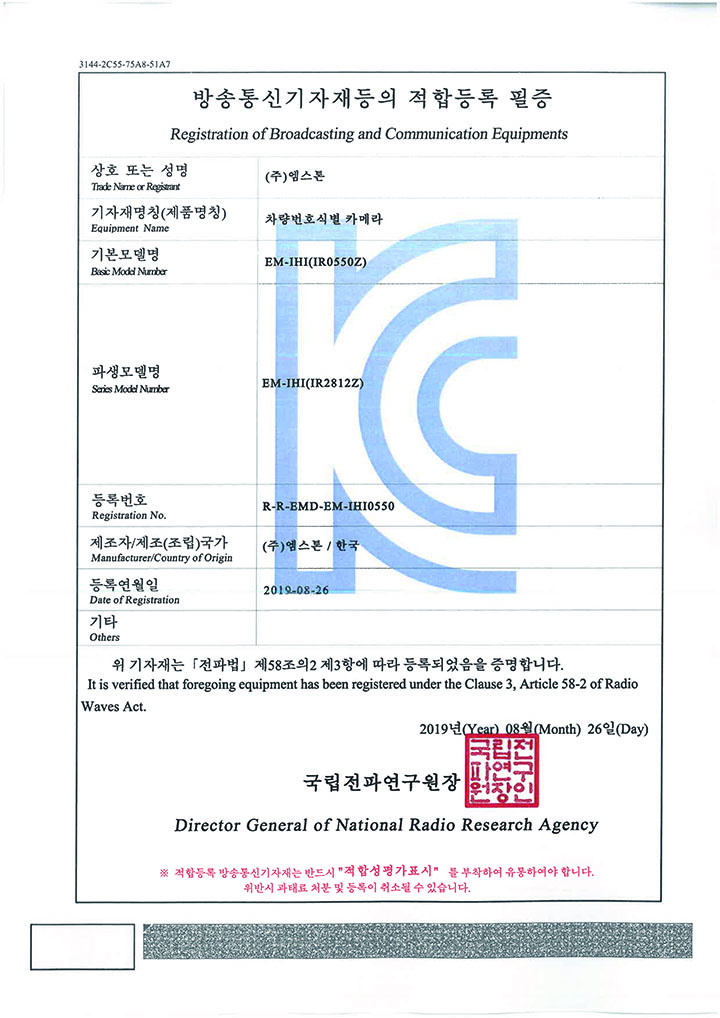 3144-2C55-75A8-51A7
방송통신기자재등의 적합등록 필증
Registration of Broadcasting and Communication Equipments
상호 또는 성명
Trade Name or Registrant
(주)엠스톤
기자재명칭(제품명칭)
Equipment Name
차량번호식별 카메라
기본모델명
Basic Model Number
EM-IHI(IR0550Z)
파생모델명
Series Model Number
EM-IHI(IR2812Z)
등록번호
Registration No.
R-R-EMD-EM-IHI0550
제조자/제조(조립)국가
Manufacturer/Country of Origin
(주)엠스톤 / 한국
등록연월일
Date of Registration
2019-08-26
기타
Others
위 기자재는「전파법」제58조의2 제3항에 따라 등록되었음을 증명합니다.
It is verified that foregoing equipment has been registered under the Clause 3, Article 58-2 of Radio
Waves Act.
2019년(Year) 08월(Month) 26일(Day)
국립전파연구원장
국립전
파연구
원장인
Director General of National Radio Research Agency
※ 적합등록 방송통신기자재는 반드시 "적합성평가표시" 를 부착하여 유통하여야 합니다.
위반시 과태료 처분 및 등록이 취소될 수 있습니다.